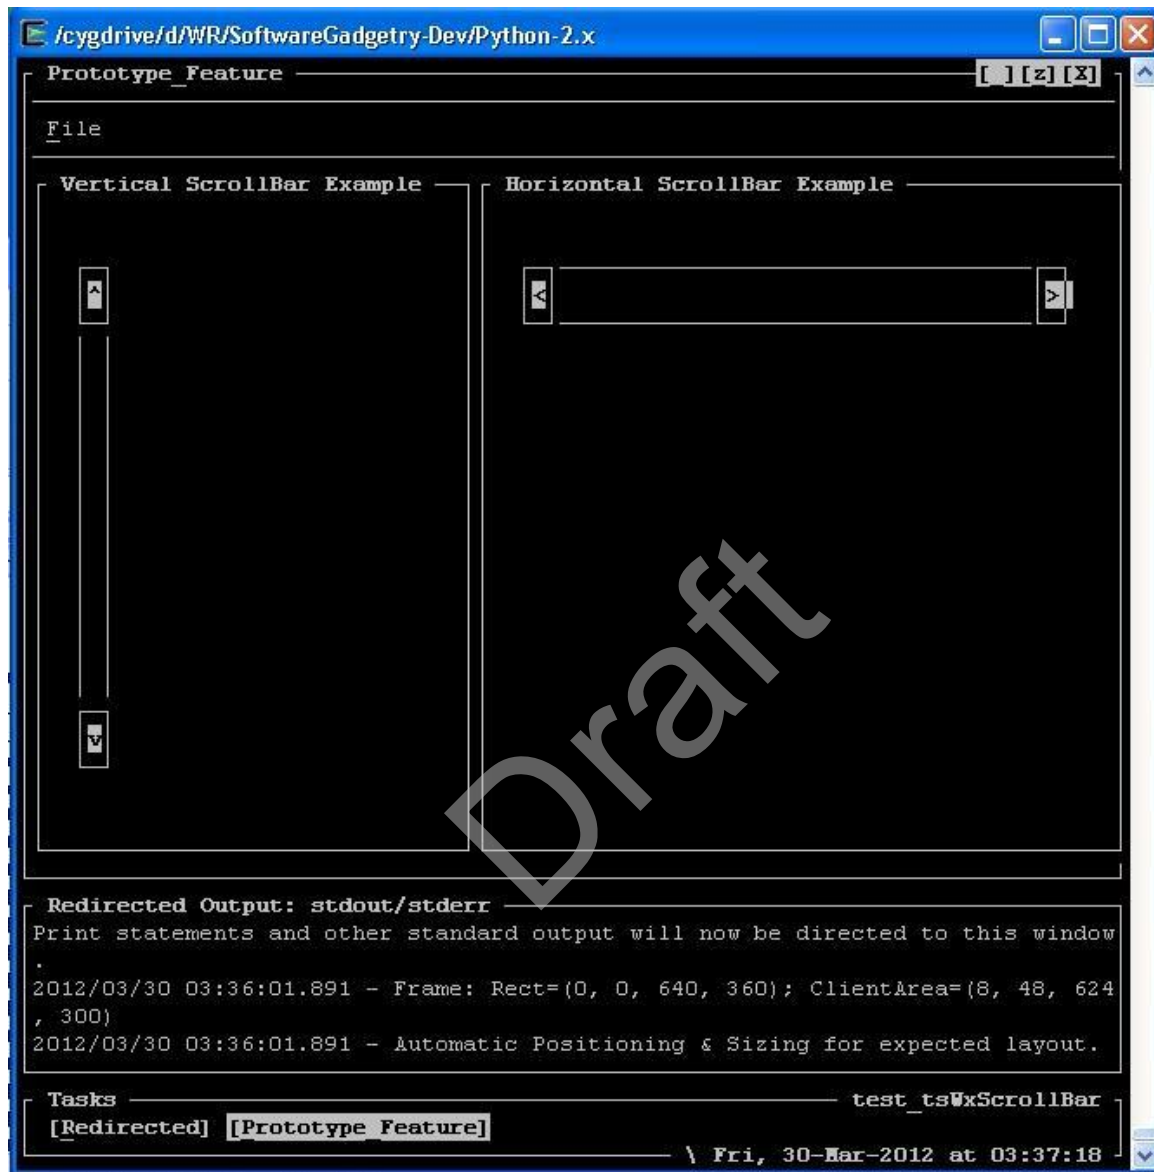 /cygdrive/d/WR/SoftwareGadgetry-Dev/Python-2.x
Prototype_Feature [ ][z][X]
File
Vertical ScrollBar Example
Horizontal ScrollBar Example
^
< >
v
Draft
Redirected Output: stdout/stderr
Print statements and other standard output will now be directed to this window
.
2012/03/30 03:36:01.891 - Frame: Rect=(0, 0, 640, 360); ClientArea=(8, 48, 624
, 300)
2012/03/30 03:36:01.891 - Automatic Positioning & Sizing for expected layout.
Tasks test_tsWxScrollBar
[Redirected] [Prototype_Feature]
\ Fri, 30-Mar-2012 at 03:37:18